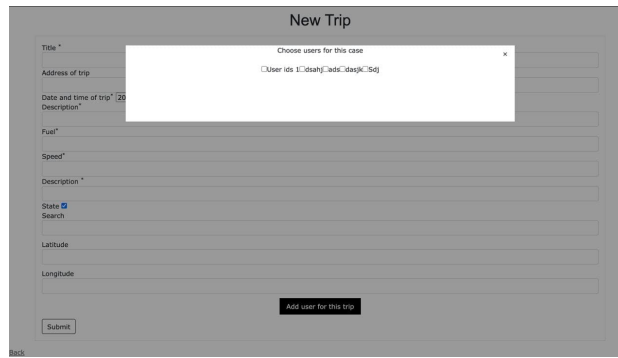 New Trip
Title *
Choose users for this case
×
User ids 1 dsahj ads dasjk Sdj
Address of trip
Date and time of trip* 20
Description*
Fuel*
Speed*
Description *
State
Search
Latitude
Longitude
Add user for this trip
Submit
Back